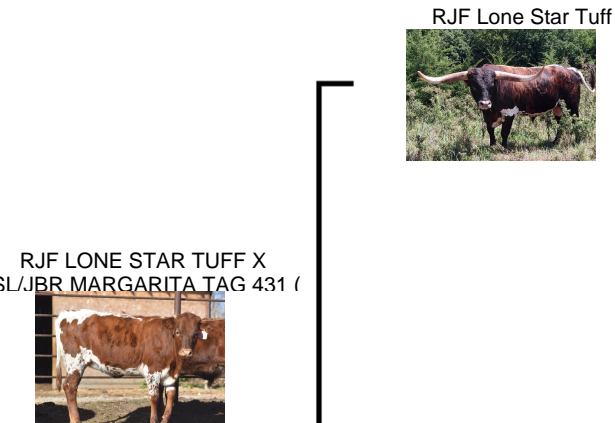 RJF Lone Star Tuff
RJF LONE STAR TUFF X
SL/JBR MARGARITA TAG 431 (